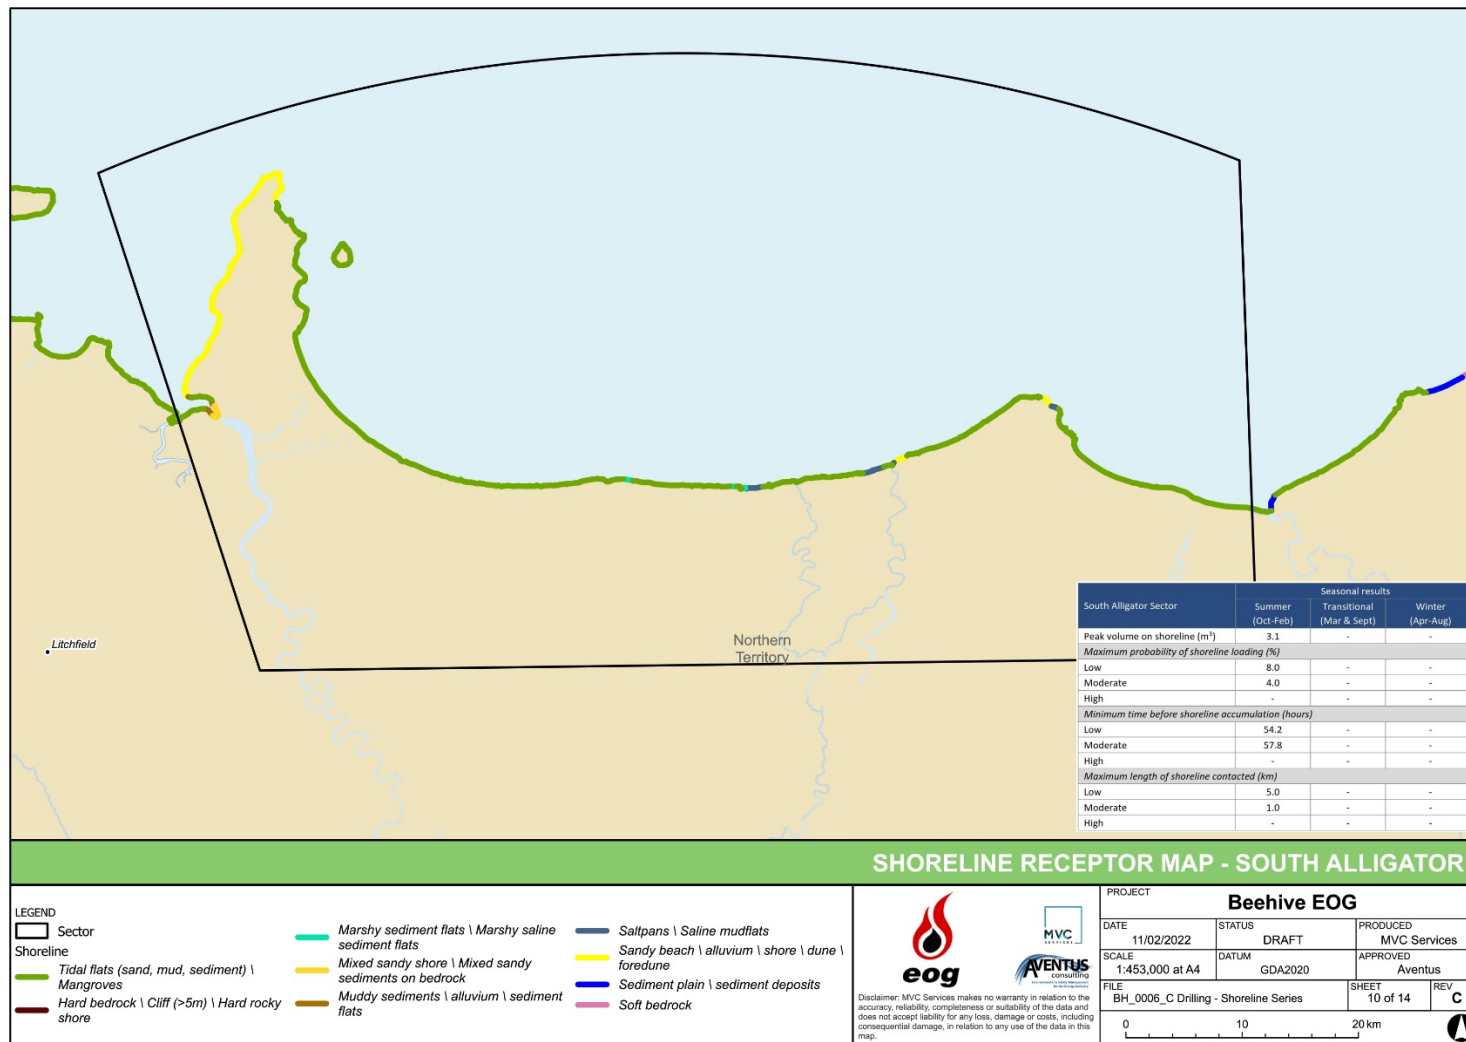 Litchfield
Northern
Territory
South Alligator Sector
Seasonal results
Summer
(Oct-Feb)
Transitional
(Mar & Sept)
Winter
(Apr-Aug)
Peak volume on shoreline (m³) 3.1 - -
Maximum probability of shoreline loading (%)
Low 8.0 - -
Moderate 4.0 - -
High - - -
Minimum time before shoreline accumulation (hours)
Low 54.2 - -
Moderate 57.8 - -
High - - -
Maximum length of shoreline contacted (km)
Low 5.0 - -
Moderate 1.0 - -
High - - -
SHORELINE RECEPTOR MAP - SOUTH ALLIGATOR
LEGEND
Sector
Shoreline
Tidal flats (sand, mud, sediment) \
Mangroves
Hard bedrock \ Cliff (>5m) \ Hard rocky
shore
Marshy sediment flats \ Marshy saline
sediment flats
Mixed sandy shore \ Mixed sandy
sediments on bedrock
Muddy sediments \ alluvium \ sediment
flats
Saltpans \ Saline mudflats
Sandy beach \ alluvium \ shore \ dune \
foredune
Sediment plain \ sediment deposits
Soft bedrock
eog
MVC
SERVICES
AVENTUS
consulting
Disclaimer: MVC Services makes no warranty in relation to the
accuracy, reliability, completeness or suitability of the data and
does not accept liability for any loss, damage or costs, including
consequential damage, in relation to any use of the data in this
map.
PROJECT
Beehive EOG
DATE
11/02/2022
STATUS
DRAFT
PRODUCED
MVC Services
SCALE
1:453,000 at A4
DATUM
GDA2020
APPROVED
Aventus
FILE
BH_0006_C Drilling - Shoreline Series
SHEET
10 of 14
REV
C
0 10 20 km